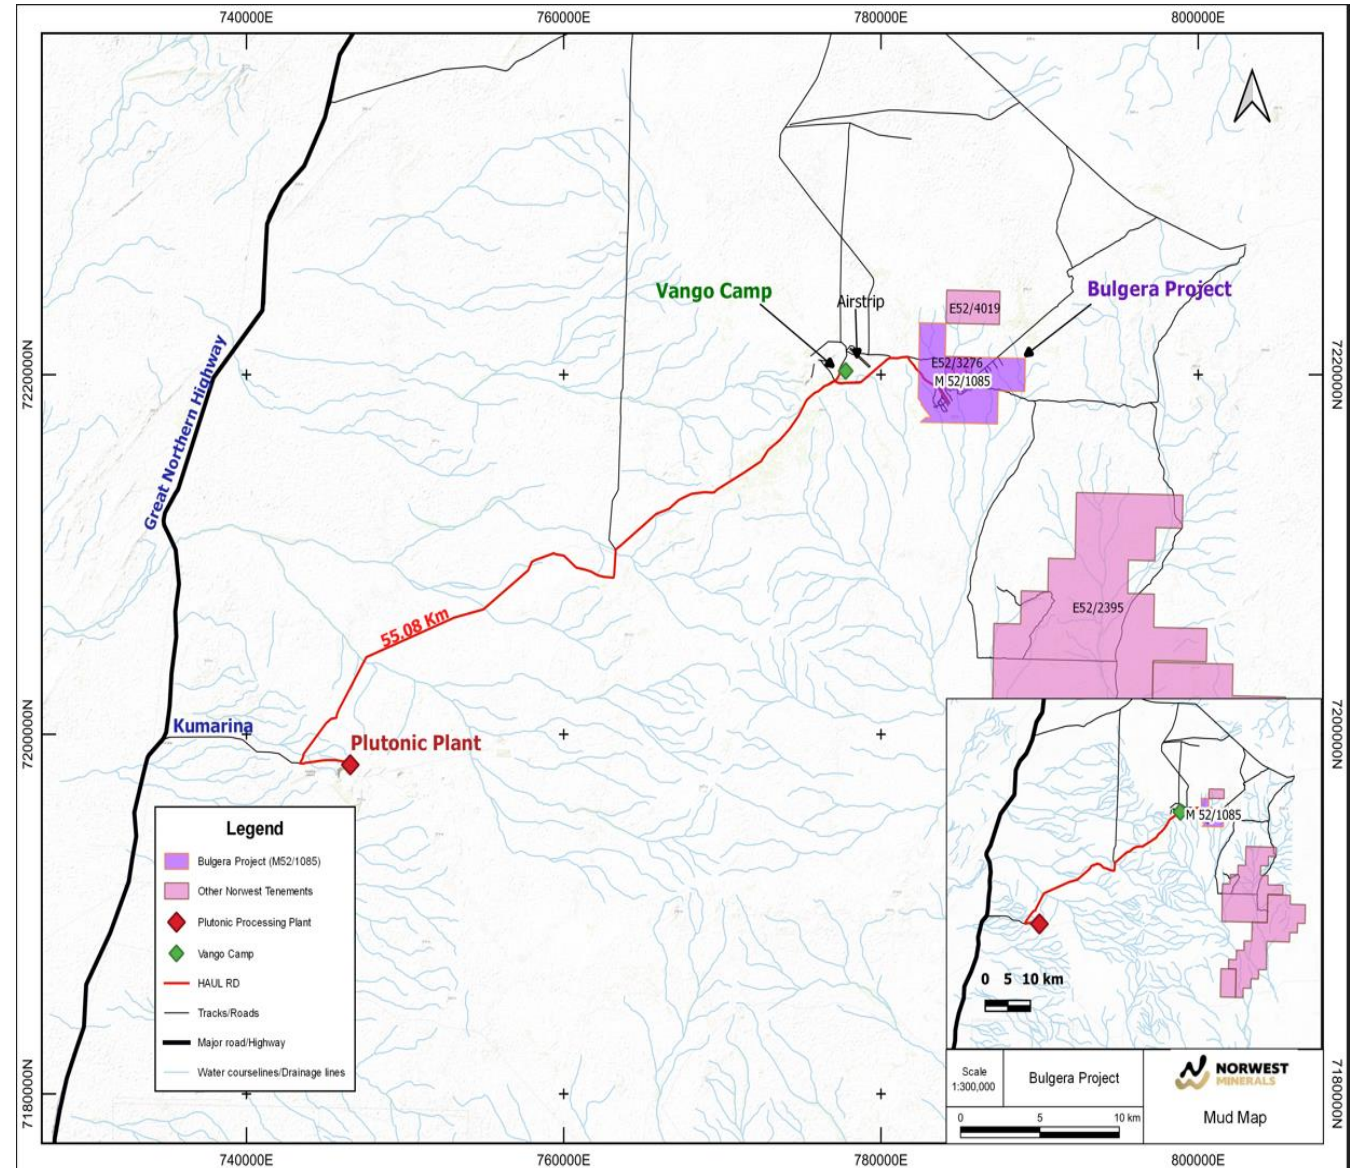 740000E
760000E
780000E
800000E
7220000N
7220000N
Vango Camp
Airstrip
Bulgera Project
E52/4019
E52/3276
M 52/1085
Great Northern Highway
E52/2395
55.08 Km
7200000N
7200000N
Kumarina
Plutonic Plant
Legend
Bulgera Project (M52/1085)
Other Norwest Tenements
Plutonic Processing Plant
Vango Camp
HAUL RD
Tracks/Roads
Major road/Highway
Water courselines/Drainage lines
M 52/1085
0 5 10 km
7180000N
7180000N
Scale
1:300,000
Bulgera Project
NORWEST
MINERALS
0 5 10 km
Mud Map
740000E
760000E
780000E
800000E